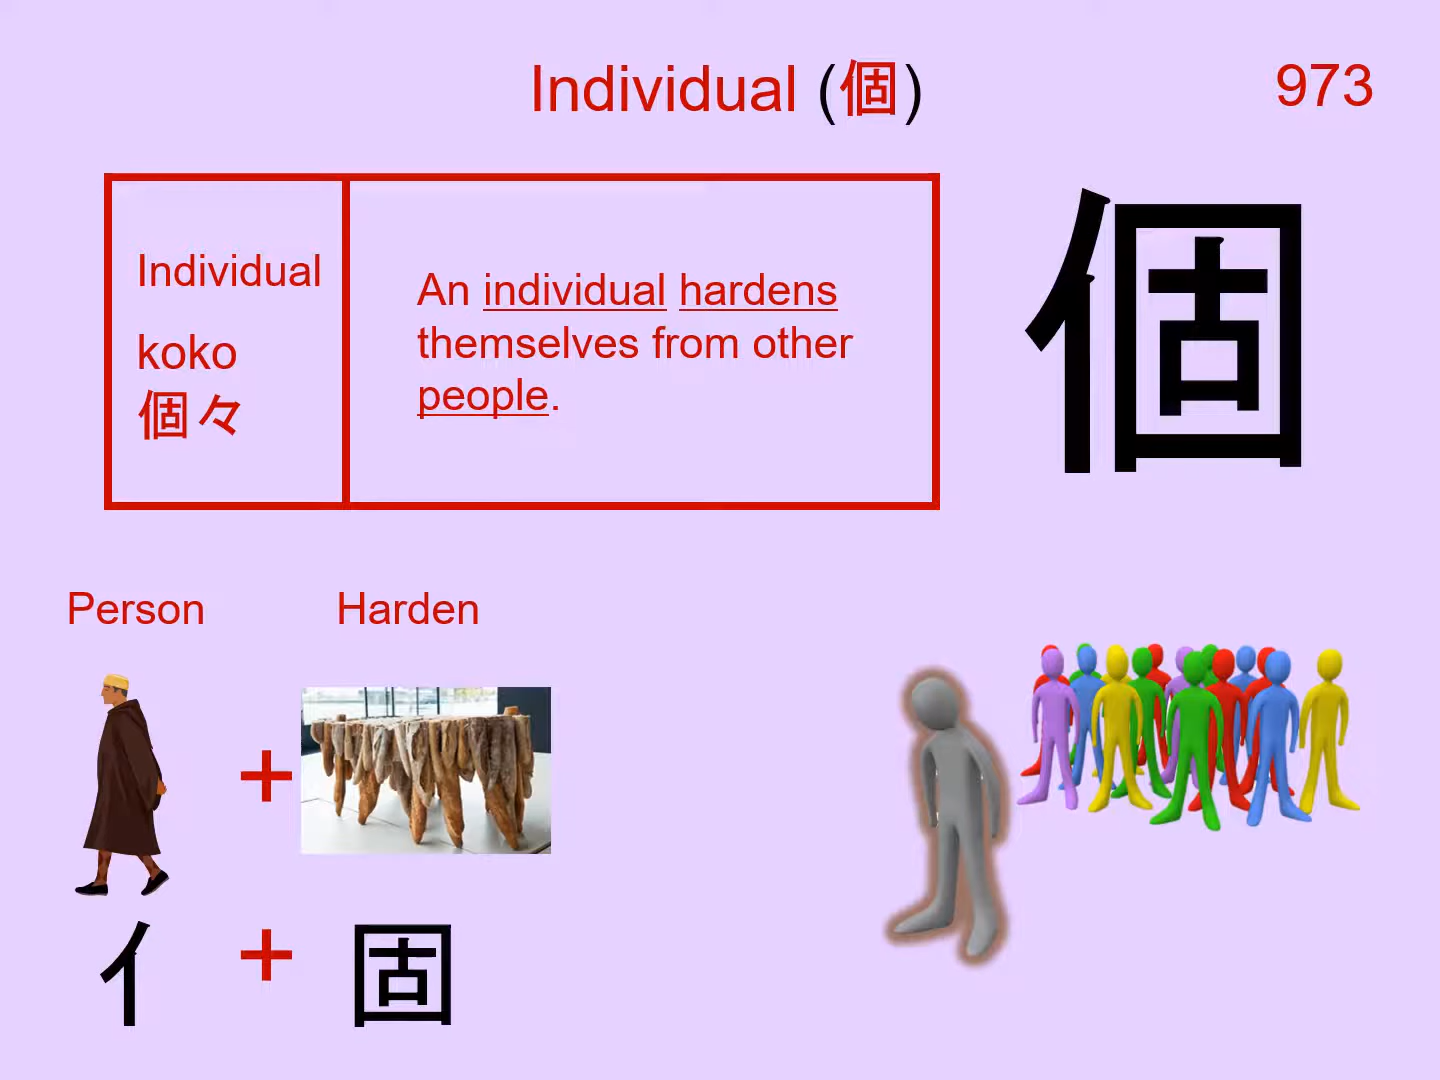 Individual (個)
973
Individual
koko
個々
An individual hardens
themselves from other
people.
個
Person
Harden
+
亻 + 固